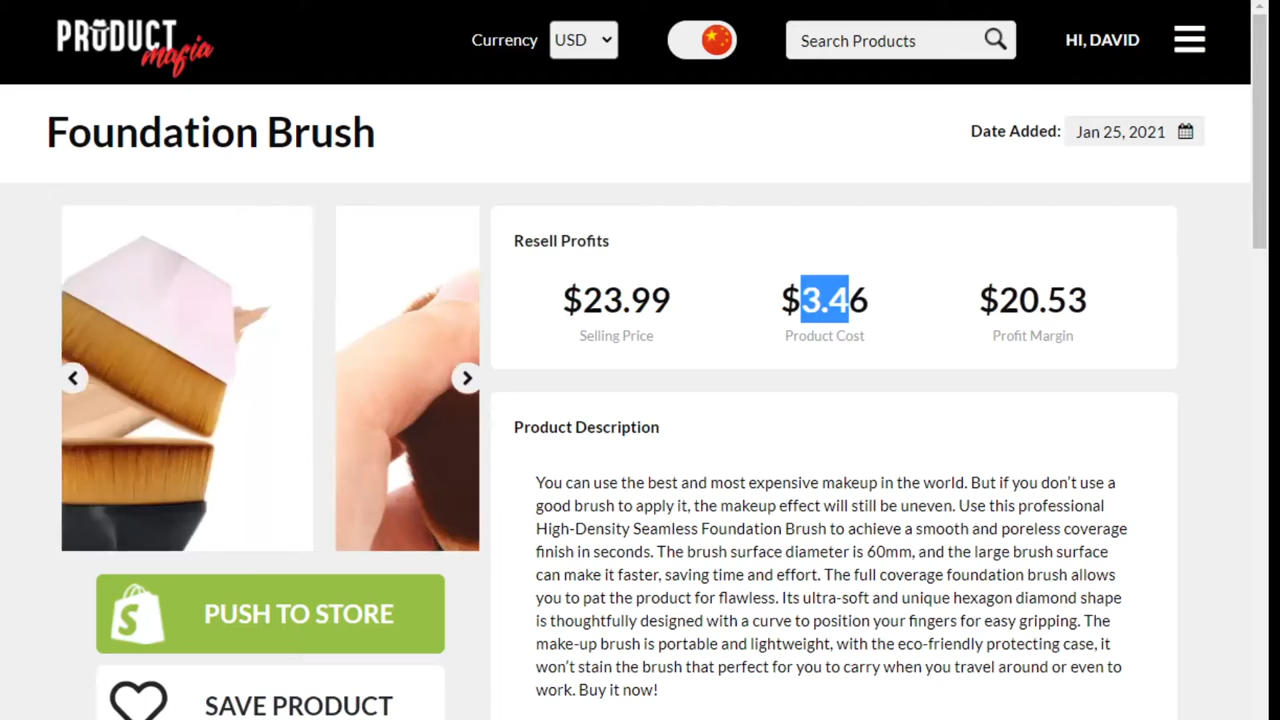 PRODUCT
mafia
Currency
USD
Search Products
HI, DAVID
Foundation Brush
Date Added:
Jan 25, 2021
Resell Profits
$23.99
$3.46
$20.53
Selling Price
Product Cost
Profit Margin
Product Description
You can use the best and most expensive makeup in the world. But if you don't use a
good brush to apply it, the makeup effect will still be uneven. Use this professional
High-Density Seamless Foundation Brush to achieve a smooth and poreless coverage
finish in seconds. The brush surface diameter is 60mm, and the large brush surface
can make it faster, saving time and effort. The full coverage foundation brush allows
you to pat the product for flawless. Its ultra-soft and unique hexagon diamond shape
is thoughtfully designed with a curve to position your fingers for easy gripping. The
make-up brush is portable and lightweight, with the eco-friendly protecting case, it
won't stain the brush that perfect for you to carry when you travel around or even to
work. Buy it now!
S
PUSH TO STORE
SAVE PRODUCT